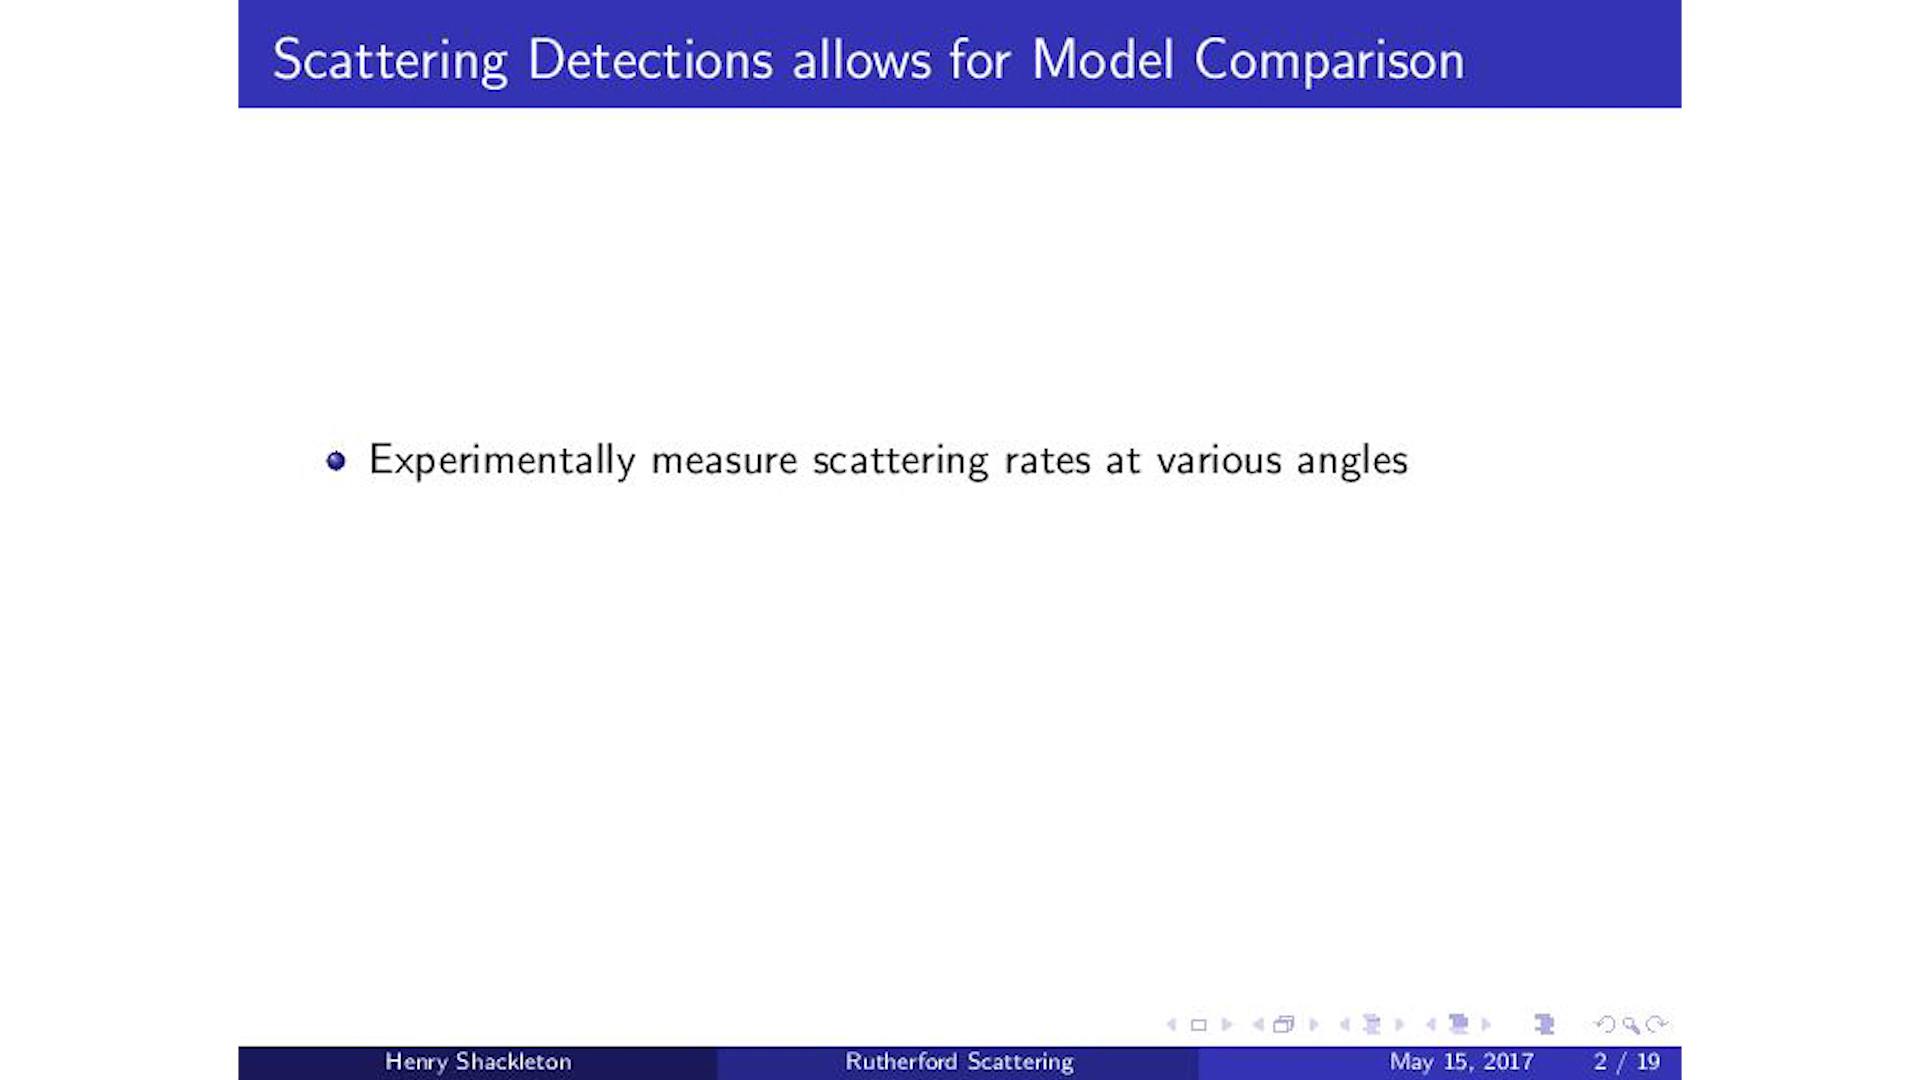 Scattering Detections allows for Model Comparison
Experimentally measure scattering rates at various angles
Henry Shackleton
Rutherford Scattering
May 15, 2017
2 / 19